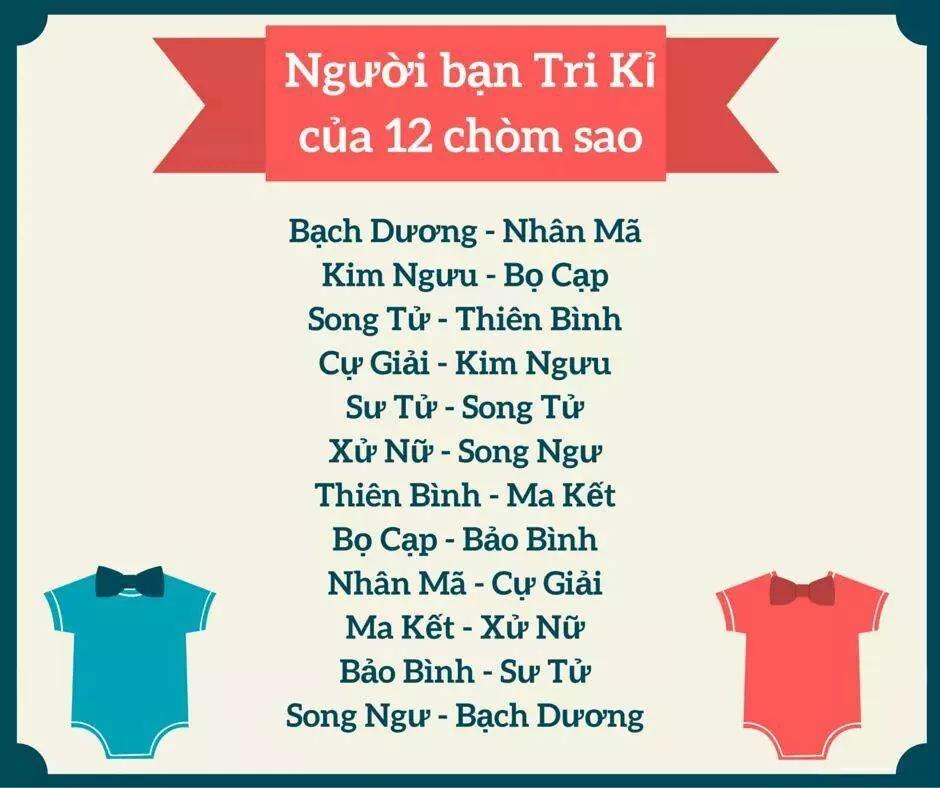 Người bạn Tri Kỉ
của 12 chòm sao
Bạch Dương - Nhân Mã
Kim Ngưu - Bọ Cạp
Song Tử - Thiên Bình
Cự Giải - Kim Ngưu
Sư Tử - Song Tử
Xử Nữ - Song Ngư
Thiên Bình - Ma Kết
Bọ Cạp - Bảo Bình
Nhân Mã - Cự Giải
Ma Kết - Xử Nữ
Bảo Bình - Sư Tử
Song Ngư - Bạch Dương